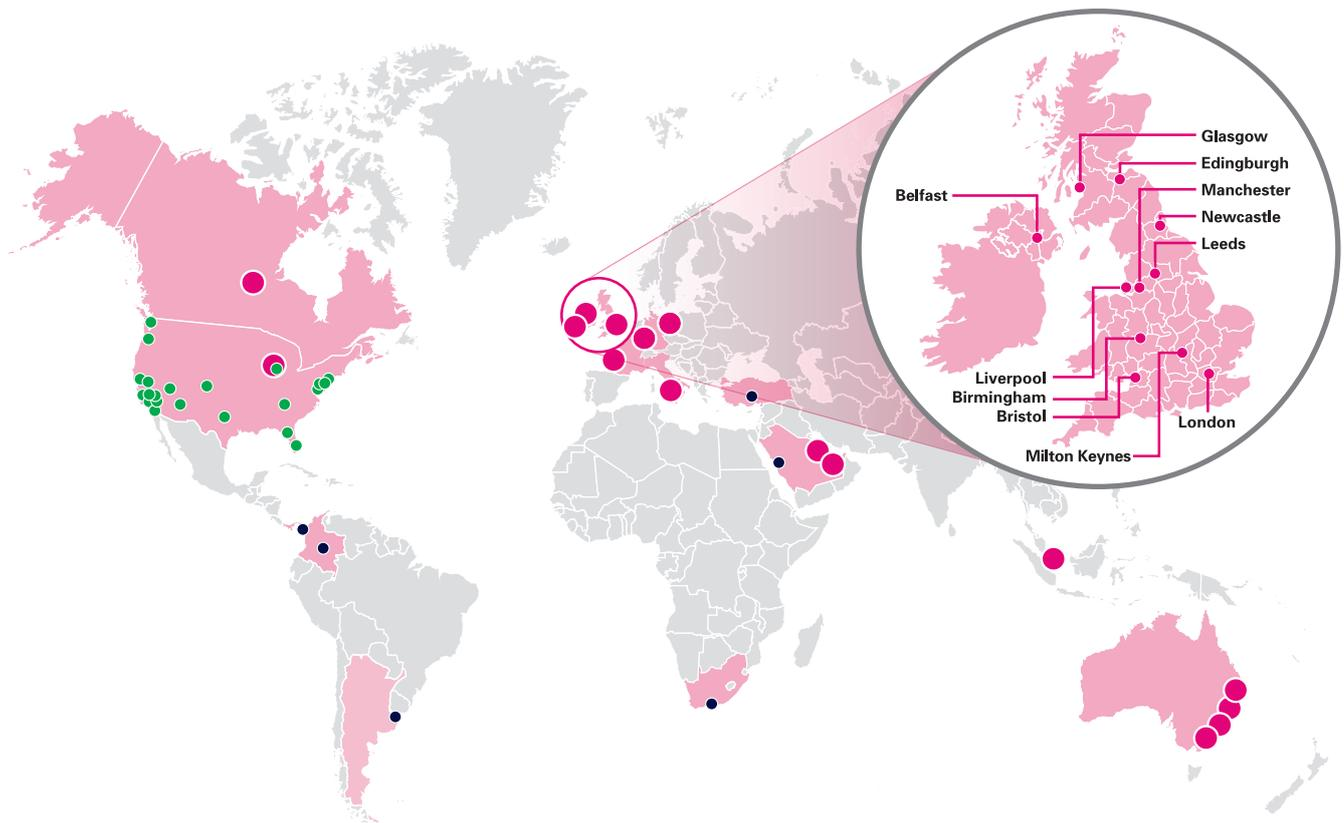 Glasgow
Edingburgh
Manchester
Belfast
Newcastle
Leeds
Liverpool
Birmingham
Bristol
London
Milton Keynes